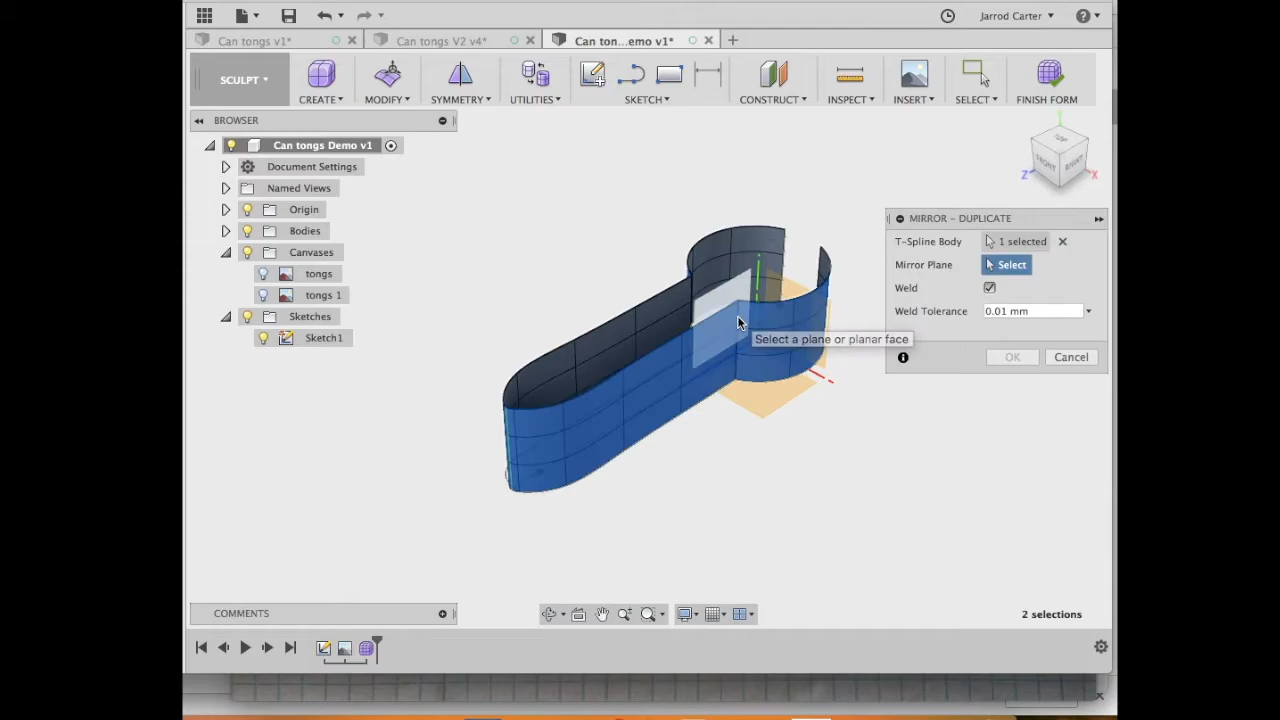 Jarrod Carter
Can tongs v1*
Can tongs V2 v4*
Can ton...emo v1*
SCULPT
CREATE
MODIFY
SYMMETRY
UTILITIES
SKETCH
CONSTRUCT
INSPECT
INSERT
SELECT
FINISH FORM
BROWSER
Can tongs Demo v1
Document Settings
Named Views
Origin
Bodies
Canvases
tongs
tongs 1
Sketches
Sketch1
TOP
FRONT
RIGHT
Z
X
MIRROR - DUPLICATE
T-Spline Body
1 selected
Mirror Plane
Select
Weld
Weld Tolerance
0.01 mm
OK
Cancel
Select a plane or planar face
COMMENTS
2 selections